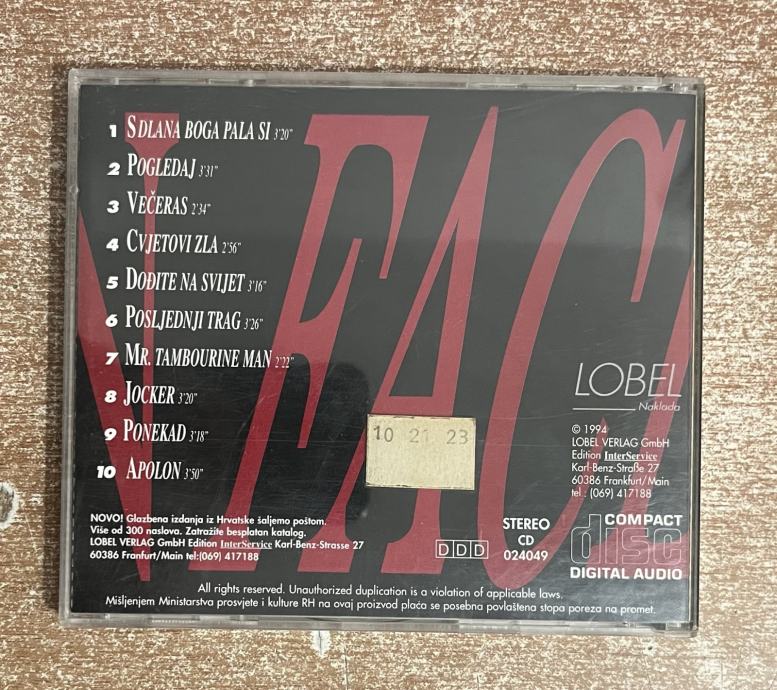 1 S DLANA BOGA PALA SI 3'20"
2 POGLEDAJ 3'31"
3 VEČERAS 2'34"
4 CVJETOVI ZLA 2'56"
5 DOĐITE NA SVIJET 3'16"
6 POSLJEDNJI TRAG 3'26"
7 MR. TAMBOURINE MAN 2'22"
8 JOCKER 3'20"
9 PONEKAD 3'18"
10 APOLON 3'50"
N FAC
10 21 23
LOBEL
Naklada
© 1994
LOBEL VERLAG GmbH
Edition InterService
Karl-Benz-Straße 27
60386 Frankfurt/Main
tel.: (069) 417188
NOVO! Glazbena izdanja iz Hrvatske šaljemo poštom.
Više od 300 naslova. Zatražite besplatan katalog.
LOBEL VERLAG GmbH Edition InterService Karl-Benz-Strasse 27
60386 Franfurt/Main tel:(069) 417188
DDD
STEREO
CD
024049
COMPACT
disc
DIGITAL AUDIO
All rights reserved. Unauthorized duplication is a violation of applicable laws.
Mišljenjem Ministarstva prosvjete i kulture RH na ovaj proizvod plaća se posebna povlaštena stopa poreza na promet.